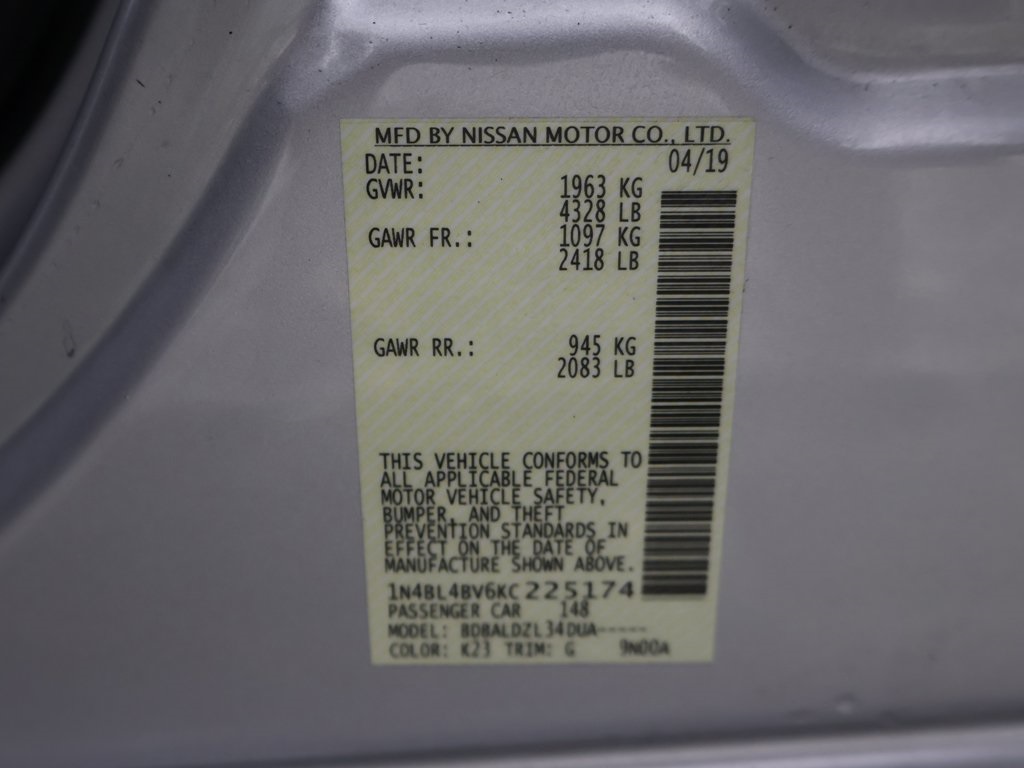 MFD BY NISSAN MOTOR CO., LTD.
DATE: 04/19
GVWR: 1963 KG
4328 LB
GAWR FR.: 1097 KG
2418 LB
GAWR RR.: 945 KG
2083 LB
THIS VEHICLE CONFORMS TO
ALL APPLICABLE FEDERAL
MOTOR VEHICLE SAFETY,
BUMPER, AND THEFT
PREVENTION STANDARDS IN
EFFECT ON THE DATE OF
MANUFACTURE SHOWN ABOVE.
1N4BL4BV6KC225174
PASSENGER CAR 148
MODEL: BDBALDZL34DUA-----
COLOR: K23 TRIM: G 9N00A